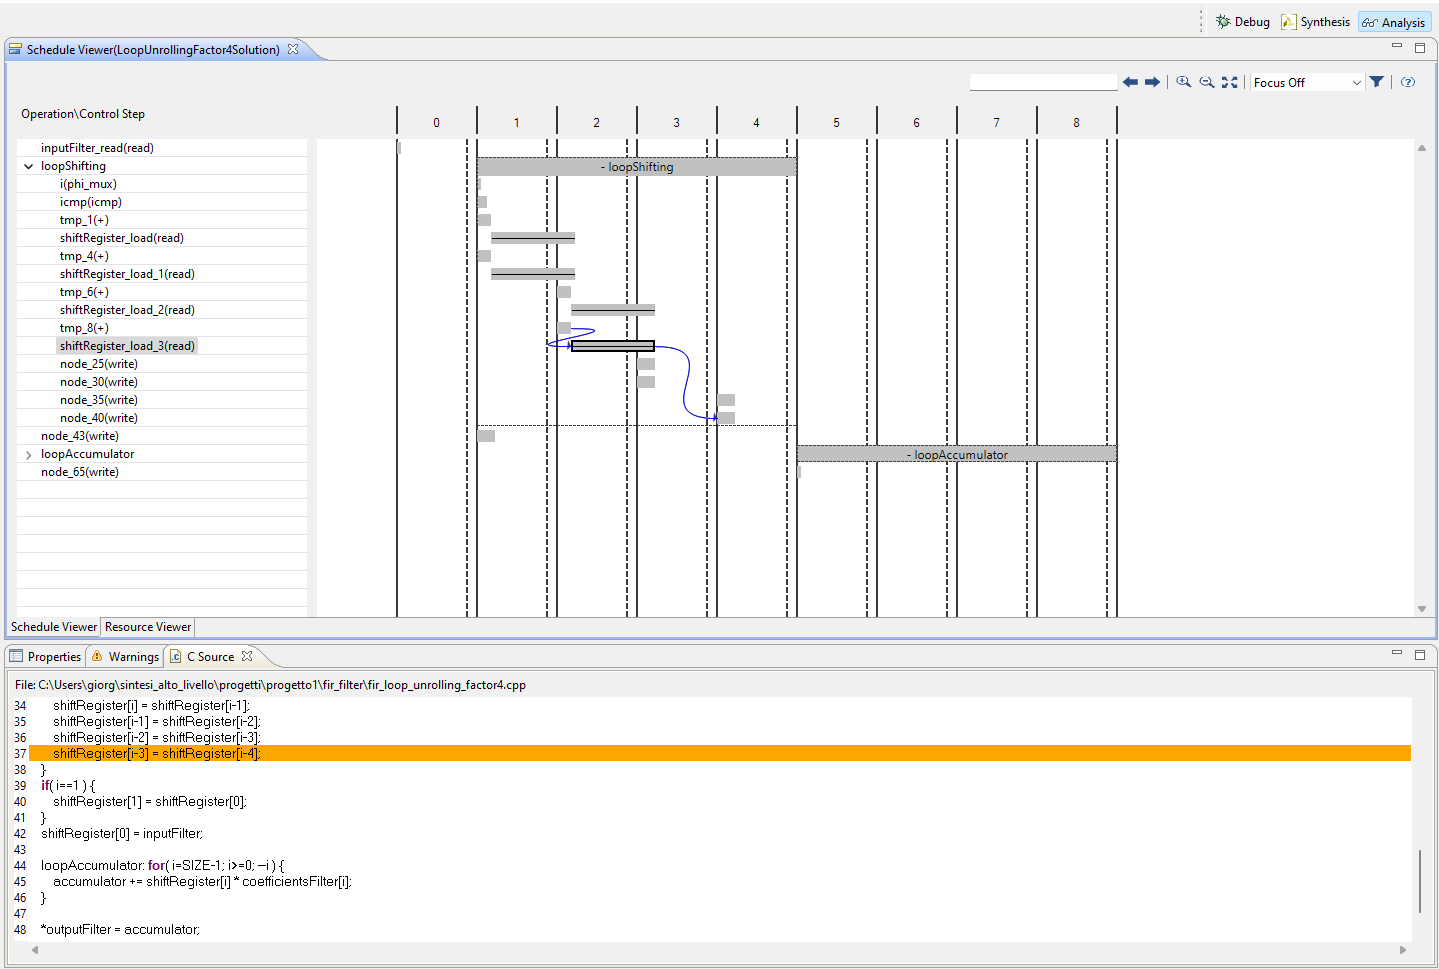 Debug Synthesis Analysis
Schedule Viewer(LoopUnrollingFactor4Solution)
Focus Off
Operation\Control Step
0 1 2 3 4 5 6 7 8
inputFilter_read(read)
loopShifting
- loopShifting
i(phi_mux)
icmp(icmp)
tmp_1(+)
shiftRegister_load(read)
tmp_4(+)
shiftRegister_load_1(read)
tmp_6(+)
shiftRegister_load_2(read)
tmp_8(+)
shiftRegister_load_3(read)
node_25(write)
node_30(write)
node_35(write)
node_40(write)
node_43(write)
loopAccumulator
- loopAccumulator
node_65(write)
Schedule Viewer Resource Viewer
Properties Warnings C Source
File: C:\Users\giorg\sintesi_alto_livello\progetti\progetto1\fir_filter\fir_loop_unrolling_factor4.cpp
34 shiftRegister[i] = shiftRegister[i-1];
35 shiftRegister[i-1] = shiftRegister[i-2];
36 shiftRegister[i-2] = shiftRegister[i-3];
37 shiftRegister[i-3] = shiftRegister[i-4];
38 }
39 if( i==1 ) {
40 shiftRegister[1] = shiftRegister[0];
41 }
42 shiftRegister[0] = inputFilter;
43
44 loopAccumulator: for( i=SIZE-1; i>=0; --i ) {
45 accumulator += shiftRegister[i] * coefficientsFilter[i];
46 }
47
48 *outputFilter = accumulator;